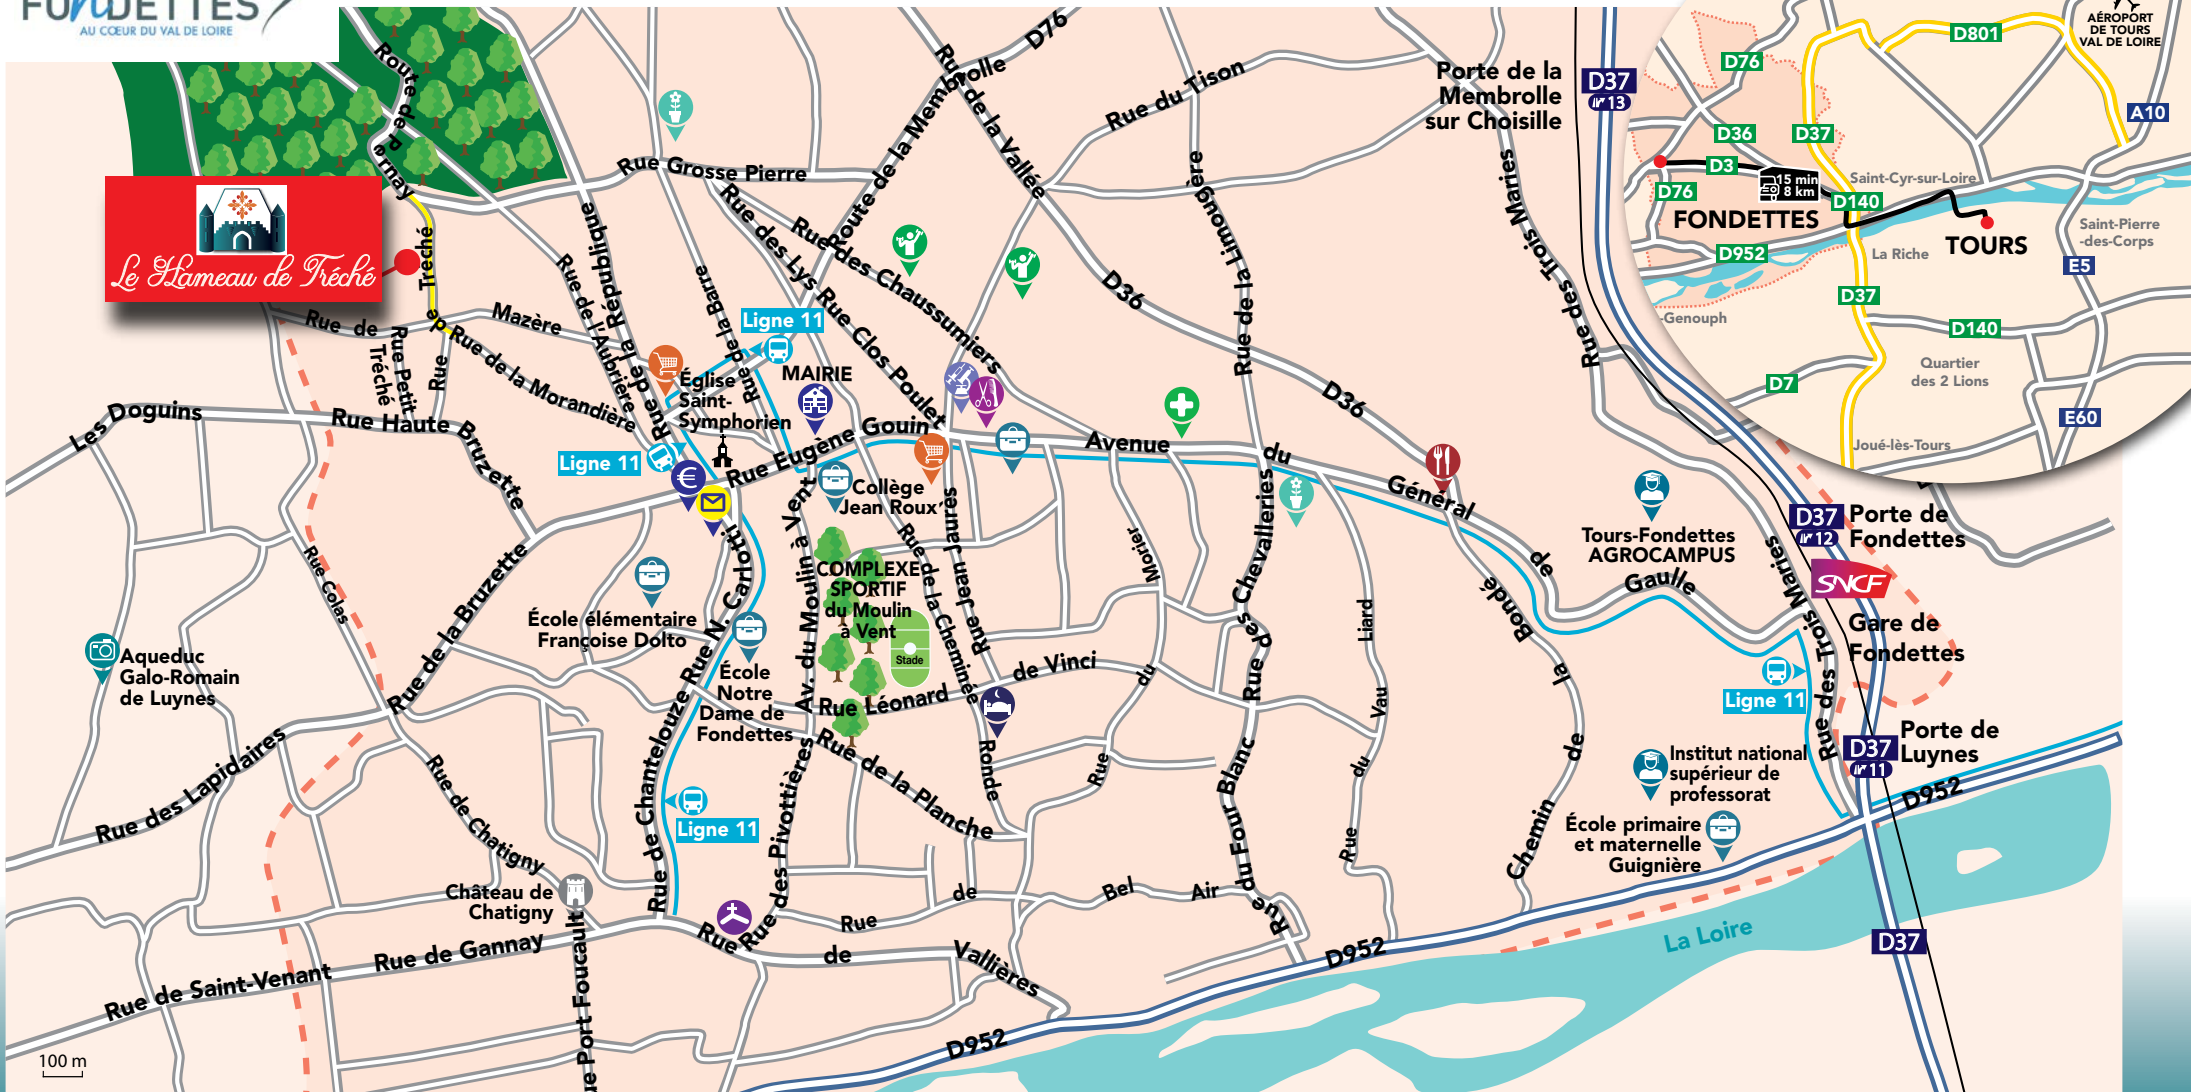 FONDETTES
AU CŒUR DU VAL DE LOIRE
Le Hameau de Tréché
Route de Pernay
Rue de Tréché
Rue de Mazère
Rue Petit Tréché
Rue de la Morandière
Rue Haute
Bruzette
Les Doguins
Rue Colas
Rue de la Bruzette
Rue des Lapidaires
Rue de Chatigny
Château de
Chatigny
Rue de Gannay
Rue de Saint-Venant
Port Foucault
100 m
Aqueduc
Galo-Romain
de Luynes
Rue Grosse Pierre
Rue de la République
Rue de l'Aubrière
Rue de la Barre
Rue des Lys
Rue Clos Poulet
Rue des Chaussumiers
Route de la Membrolle
D76
Rue de la Vallée
Rue du Tison
D36
D36
Rue de la Limougère
Rue des Trois Mairies
Porte de la
Membrolle
sur Choisille
D37
13
Ligne 11
MAIRIE
Église
Saint-
Symphorien
Ligne 11
€
Rue Eugène Gouin
Avenue du Général de Gaulle
Collège
Jean Roux
Rue N. Carlotti
Av. du Moulin à Vent
COMPLEXE
SPORTIF
du Moulin
à Vent
Stade
Rue de la Cheminée Ronde
Rue Jean Jaurès
École élémentaire
Françoise Dolto
École
Notre
Dame de
Fondettes
Rue Léonard de Vinci
Rue de Chantelouze
Ligne 11
Rue des Pivottières
Rue de la Planche
Rue du Morier
Rue des Chevalleries
Rue du Four Blanc
Rue du Vau Liard
Chemin de la Bondé
Rue de Bel Air
Rue de Vallières
D952
D952
D952
La Loire
Tours-Fondettes
AGROCAMPUS
Rue des Trois Maries
D37
12
Porte de
Fondettes
SNCF
Gare de
Fondettes
Ligne 11
D37
11
Porte de
Luynes
Institut national
supérieur de
professorat
École primaire
et maternelle
Guignière
D37
AÉROPORT
DE TOURS
VAL DE LOIRE
D801
D76
A10
D36
D37
D3
15 min
8 km
Saint-Cyr-sur-Loire
D76
D140
FONDETTES
TOURS
Saint-Pierre
-des-Corps
La Riche
D952
E5
D37
-Genouph
D140
Quartier
des 2 Lions
D7
E60
Joué-lès-Tours